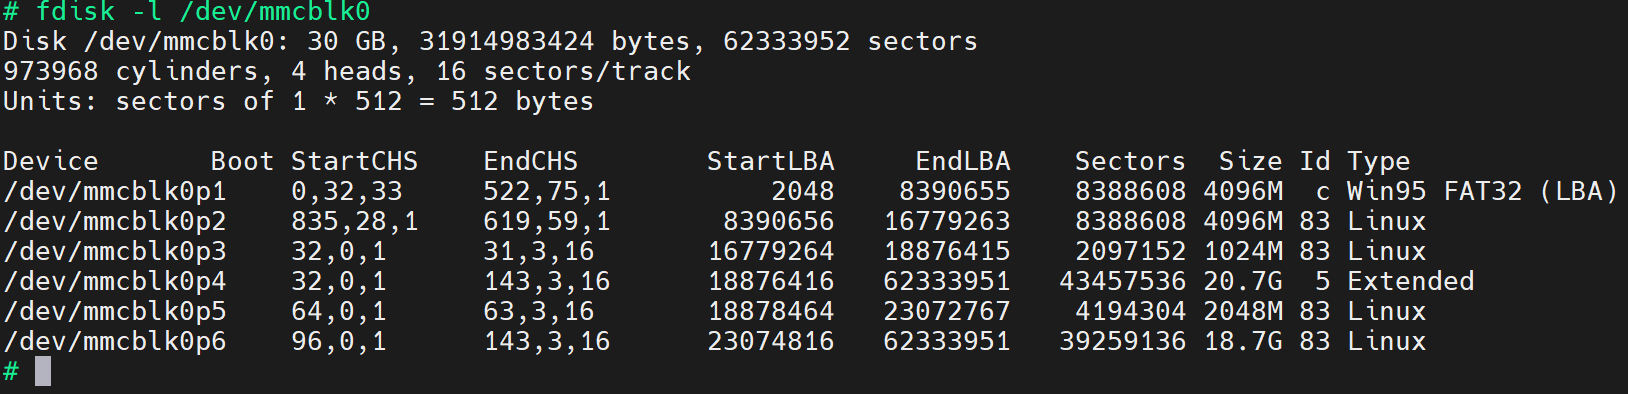 # fdisk -l /dev/mmcblk0
Disk /dev/mmcblk0: 30 GB, 31914983424 bytes, 62333952 sectors
973968 cylinders, 4 heads, 16 sectors/track
Units: sectors of 1 * 512 = 512 bytes

Device       Boot StartCHS    EndCHS        StartLBA     EndLBA    Sectors  Size Id Type
/dev/mmcblk0p1    0,32,33     522,75,1          2048    8390655    8388608 4096M  c Win95 FAT32 (LBA)
/dev/mmcblk0p2    835,28,1    619,59,1       8390656   16779263    8388608 4096M 83 Linux
/dev/mmcblk0p3    32,0,1      31,3,16       16779264   18876415    2097152 1024M 83 Linux
/dev/mmcblk0p4    32,0,1      143,3,16      18876416   62333951   43457536 20.7G  5 Extended
/dev/mmcblk0p5    64,0,1      63,3,16       18878464   23072767    4194304 2048M 83 Linux
/dev/mmcblk0p6    96,0,1      143,3,16      23074816   62333951   39259136 18.7G 83 Linux
#